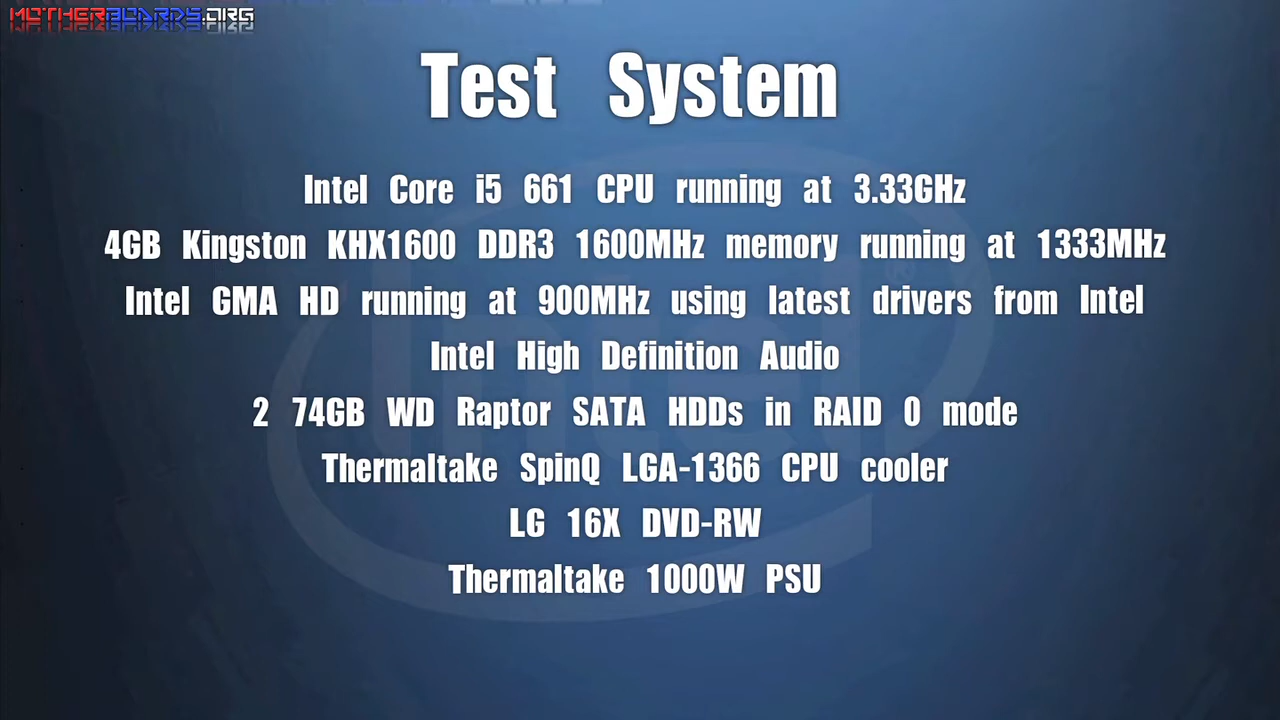 MOTHERBOARDS.ORG
Test System
Intel Core i5 661 CPU running at 3.33GHz
4GB Kingston KHX1600 DDR3 1600MHz memory running at 1333MHz
Intel GMA HD running at 900MHz using latest drivers from Intel
Intel High Definition Audio
2 74GB WD Raptor SATA HDDs in RAID 0 mode
Thermaltake SpinQ LGA-1366 CPU cooler
LG 16X DVD-RW
Thermaltake 1000W PSU
intel